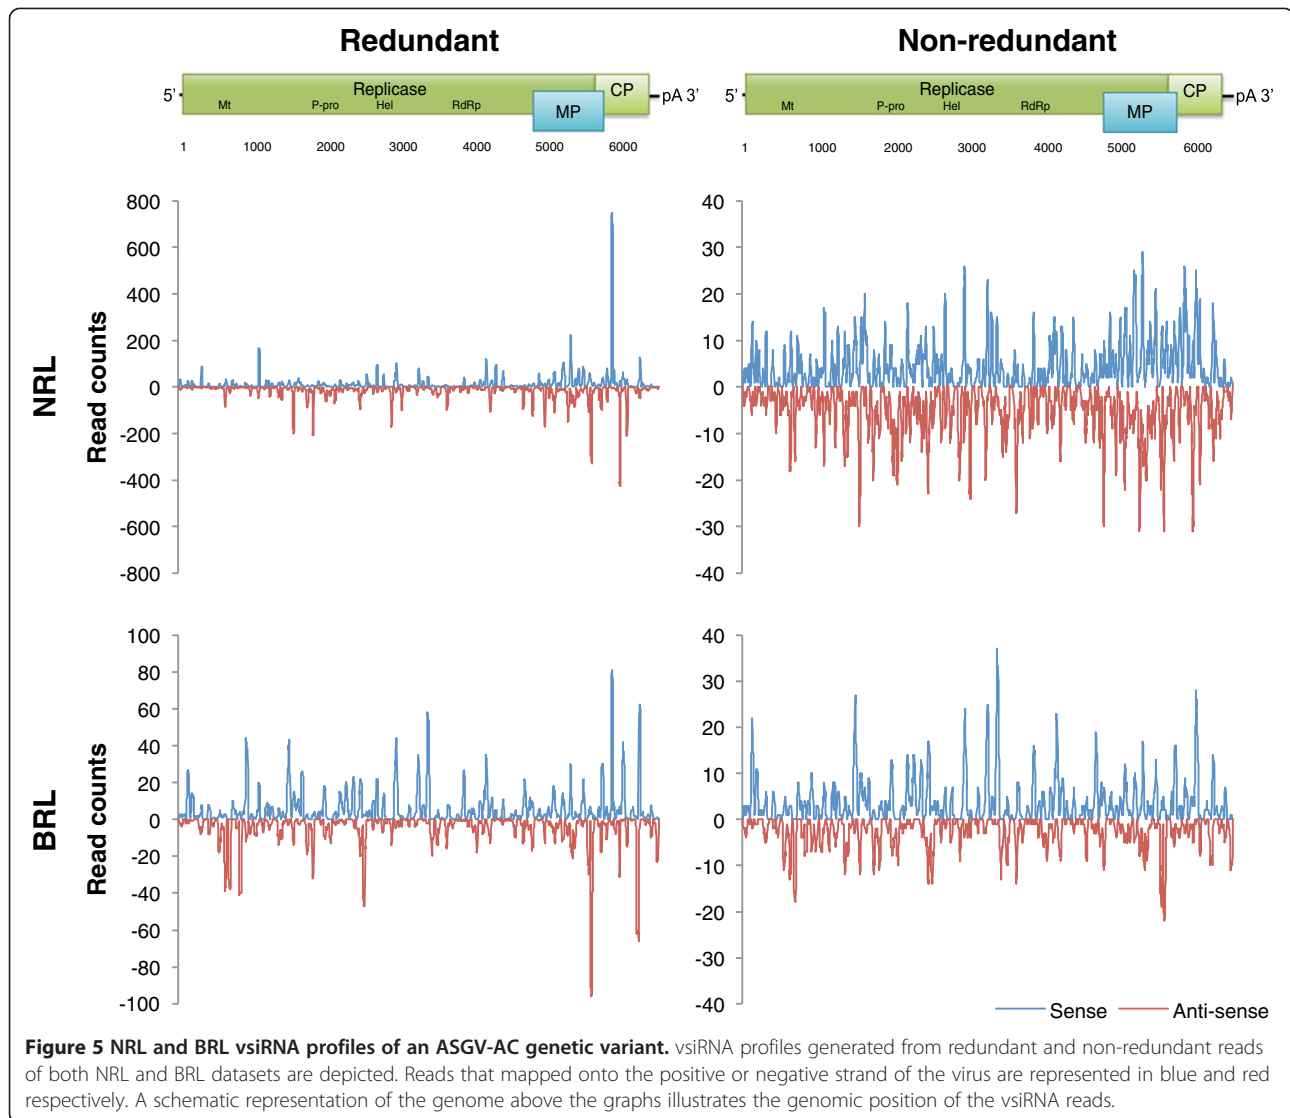 Redundant
Non-redundant
5’ Replicase CP pA 3’
Mt P-pro Hel RdRp MP
1 1000 2000 3000 4000 5000 6000
5’ Replicase CP pA 3’
Mt P-pro Hel RdRp MP
1 1000 2000 3000 4000 5000 6000
NRL
Read counts
800
600
400
200
0
-200
-400
-600
-800
40
30
20
10
0
-10
-20
-30
-40
BRL
Read counts
100
80
60
40
20
0
-20
-40
-60
-80
-100
40
30
20
10
0
-10
-20
-30
-40
Sense Anti-sense
Figure 5 NRL and BRL vsiRNA profiles of an ASGV-AC genetic variant. vsiRNA profiles generated from redundant and non-redundant reads
of both NRL and BRL datasets are depicted. Reads that mapped onto the positive or negative strand of the virus are represented in blue and red
respectively. A schematic representation of the genome above the graphs illustrates the genomic position of the vsiRNA reads.